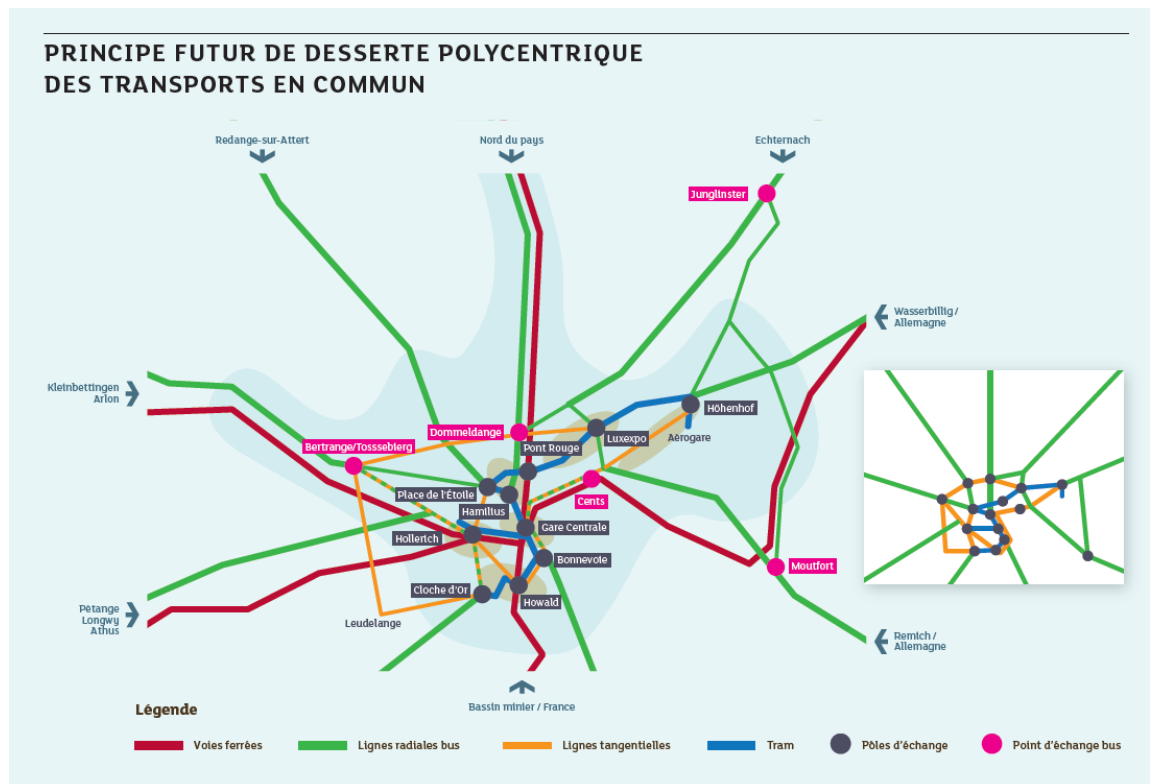 PRINCIPE FUTUR DE DESSERTE POLYCENTRIQUE
DES TRANSPORTS EN COMMUN
Redange-sur-Attert
Nord du pays
Echternach
Junglinster
Wasserbillig /
Allemagne
Kleinbettingen
Arlon
Höhenhof
Dommeldange
Luxexpo
Aérogare
Bertrange/Tosssebierg
Pont Rouge
Place de l'Étoile
Cents
Hamilius
Gare Centrale
Hollerich
Bonnevoie
Moutfort
Cloche d'Or
Howald
Pétange
Longwy
Athus
Leudelange
Remich /
Allemagne
Bassin minier / France
Légende
Voies ferrées
Lignes radiales bus
Lignes tangentielles
Tram
Pôles d'échange
Point d'échange bus